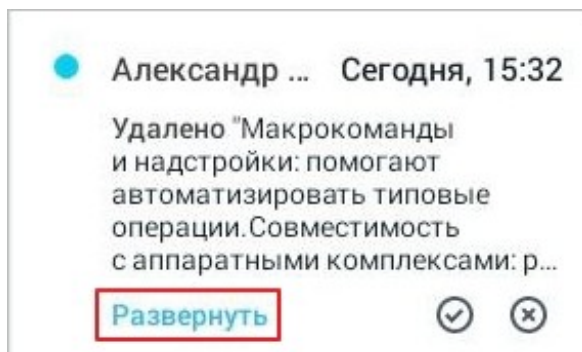 Александр ... Сегодня, 15:32
Удалено "Макрокоманды
и надстройки: помогают
автоматизировать типовые
операции.Совместимость
с аппаратными комплексами: р...
Развернуть